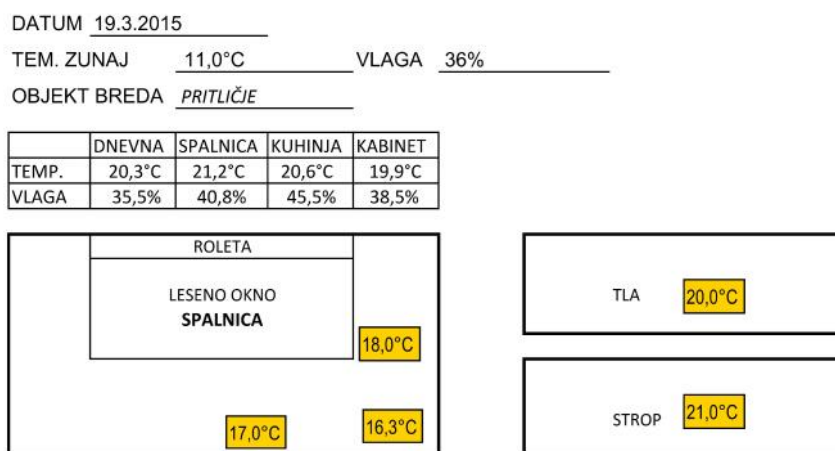 DATUM 19.3.2015
TEM. ZUNAJ 11,0°C VLAGA 36%
OBJEKT BREDA PRITLIČJE
DNEVNA SPALNICA KUHINJA KABINET
TEMP. 20,3°C 21,2°C 20,6°C 19,9°C
VLAGA 35,5% 40,8% 45,5% 38,5%
ROLETA
LESENO OKNO
SPALNICA
18,0°C
17,0°C 16,3°C
TLA 20,0°C
STROP 21,0°C